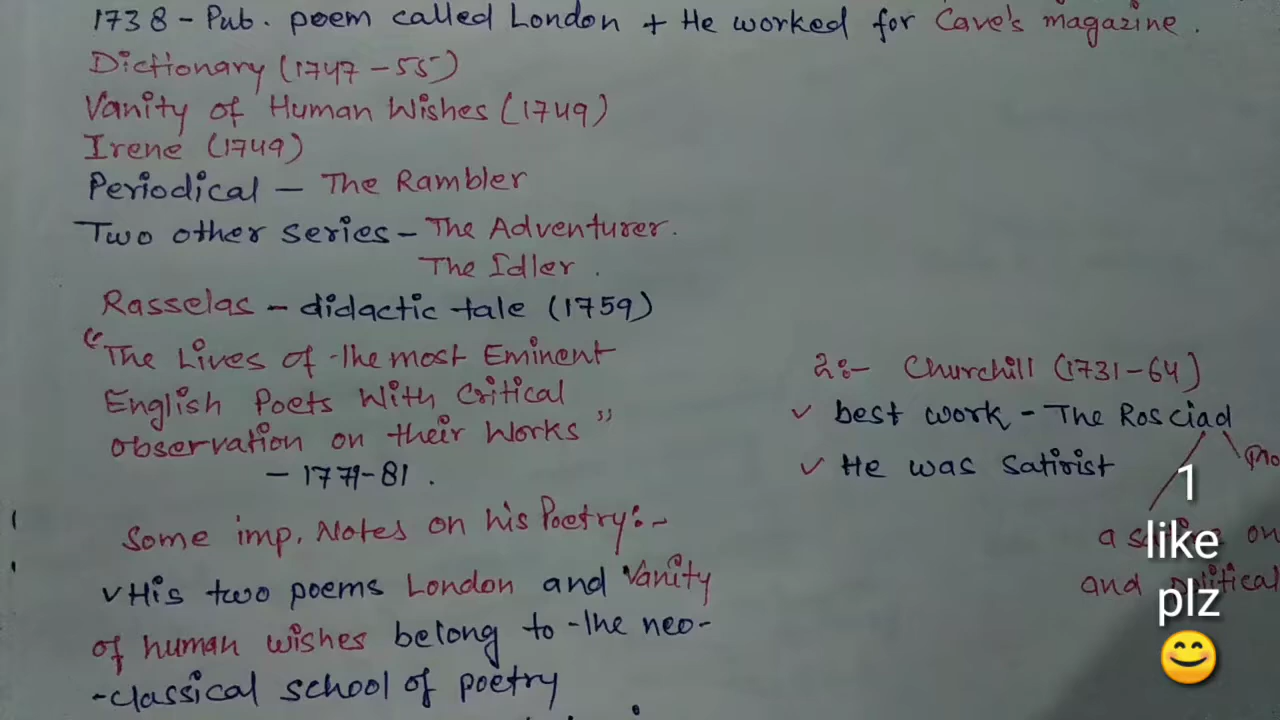 1738 - Pub. poem called London + He worked for Cave's magazine.
Dictionary (1747-55)
Vanity of Human Wishes (1749)
Irene (1749)
Periodical - The Rambler
Two other series - The Adventurer.
The Idler.
Rasselas - didactic tale (1759)
"The Lives of the most Eminent
English Poets With Critical
observation on their Works"
- 1779-81.
Some imp. Notes on his Poetry:-
✓His two poems London and Vanity
of human wishes belong to the neo-
-classical school of poetry
2:- Churchill (1731-64)
✓ best work - The Rosciad
✓ He was Satirist
a on
and political
1
like
plz
😊